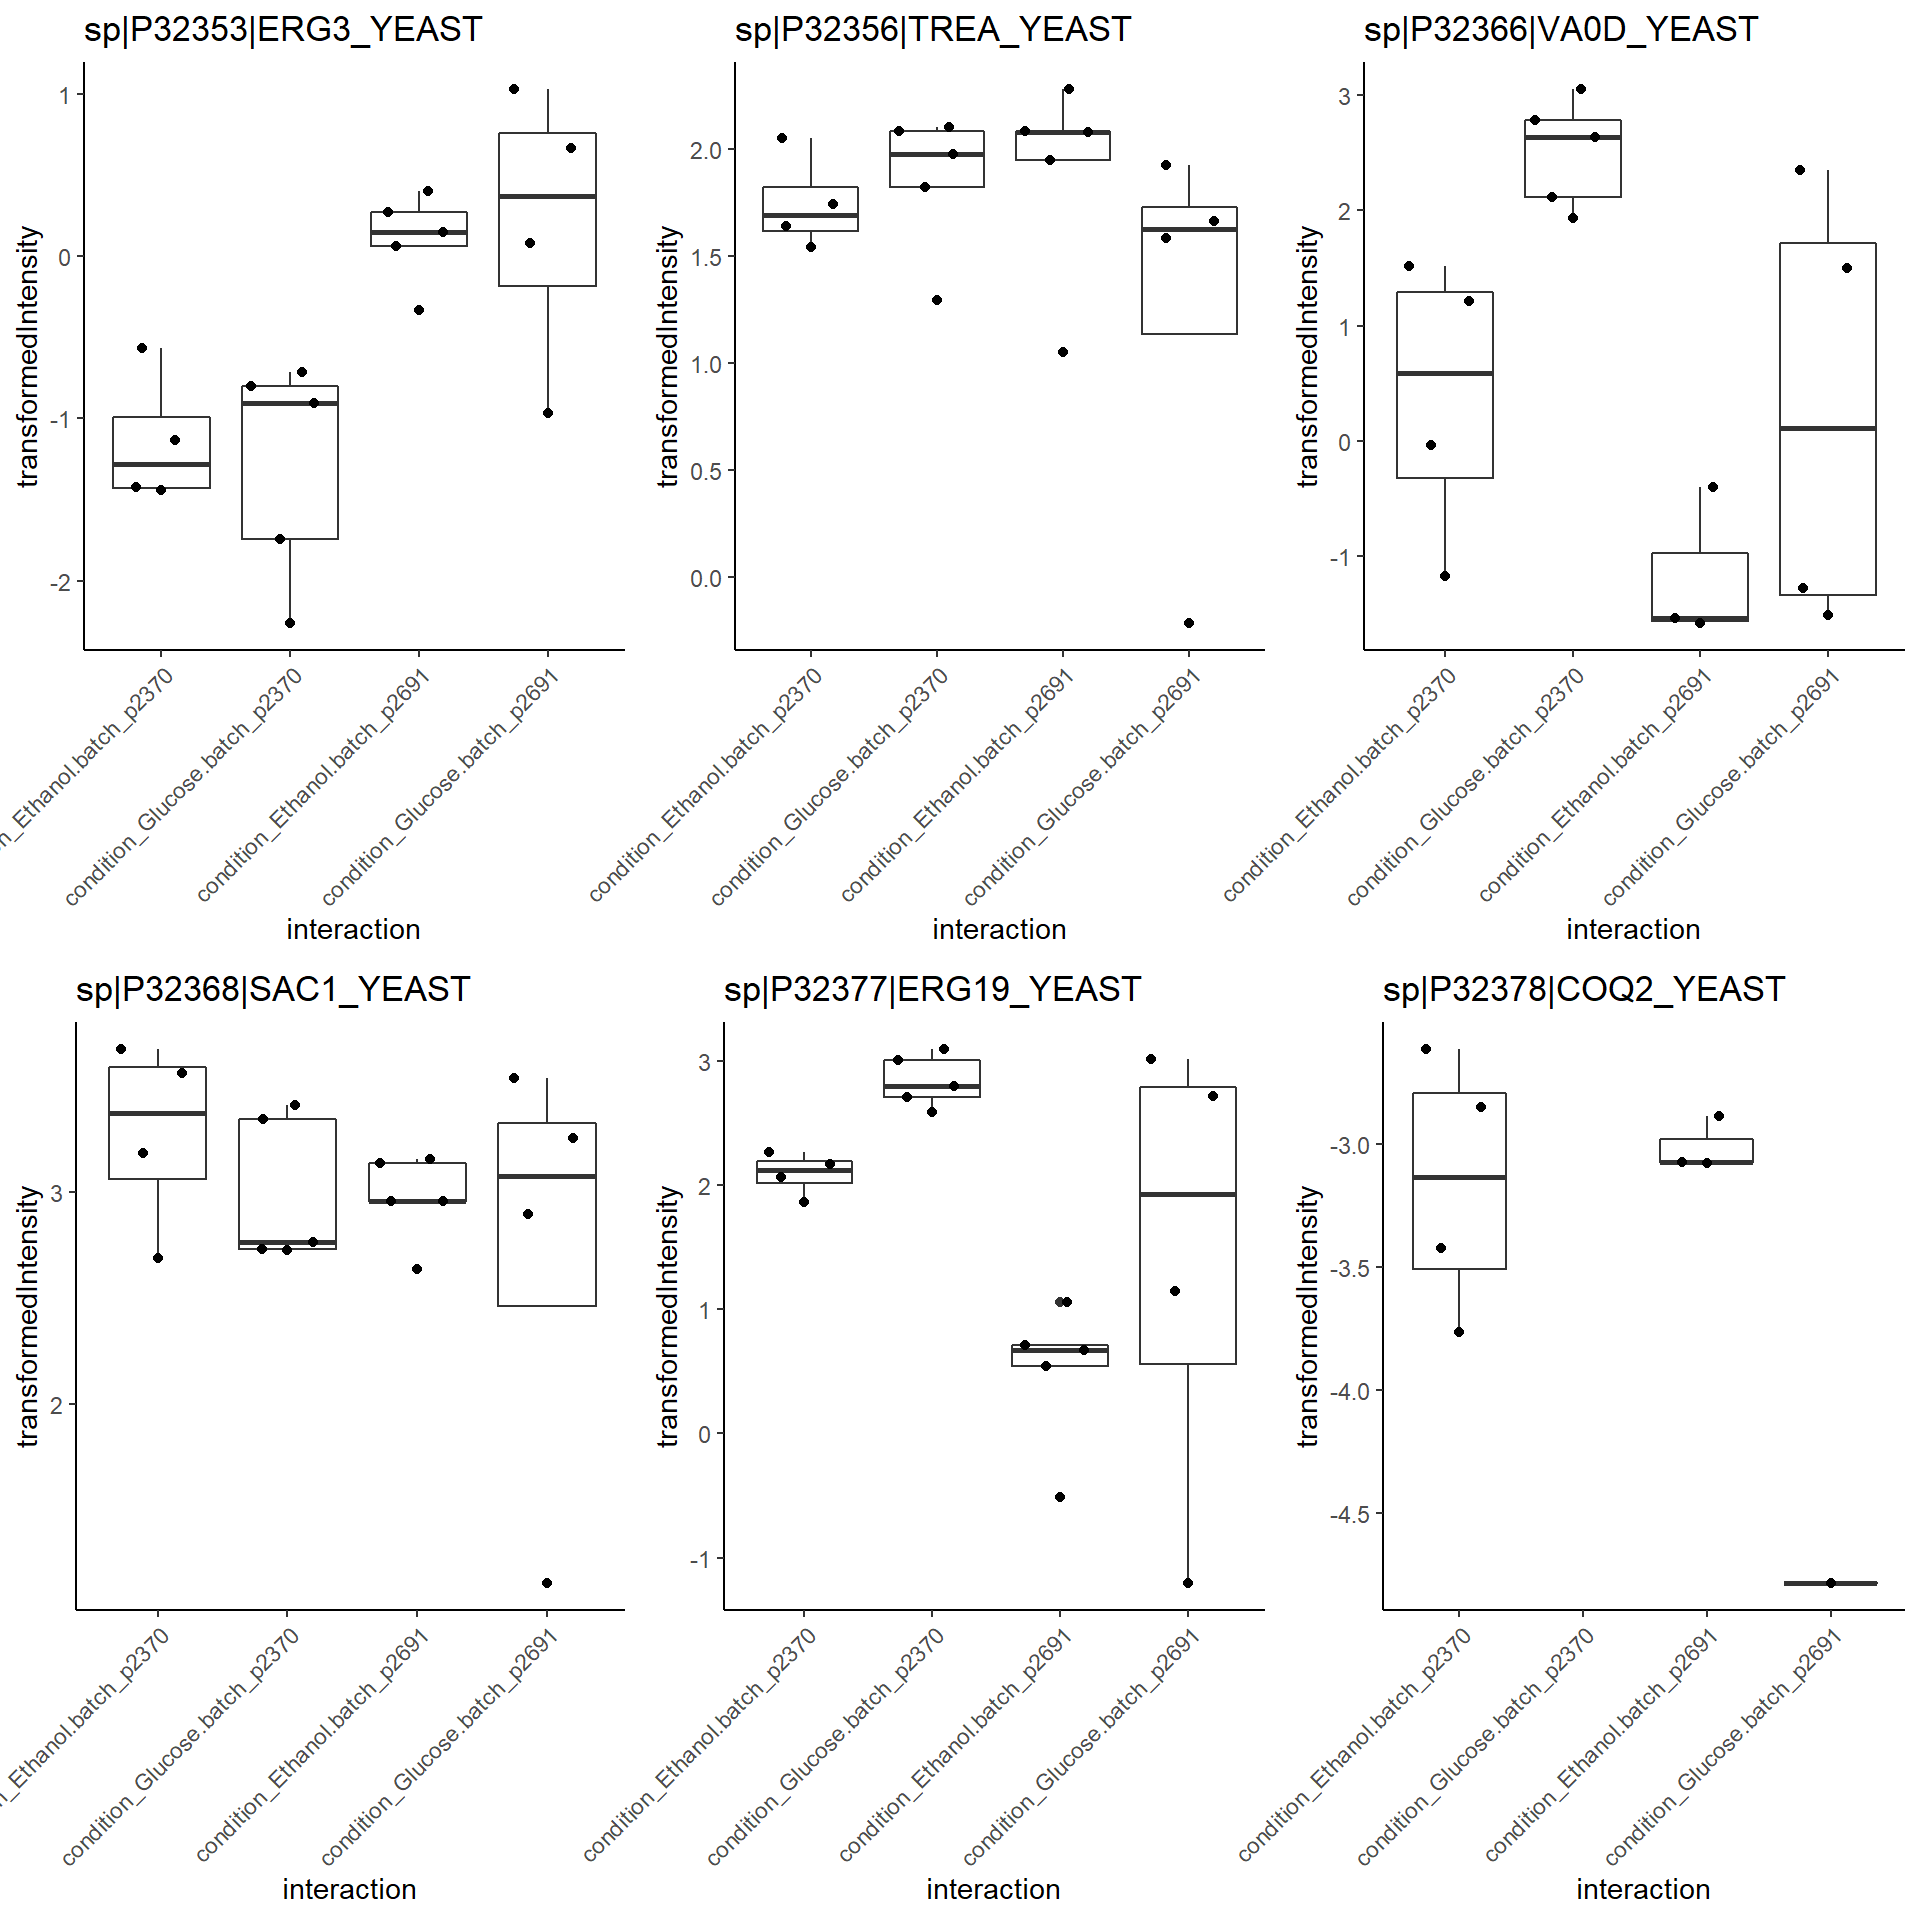 sp|P32353|ERG3_YEAST
transformedIntensity
1
0
-1
-2
n_Ethanol.batch_p2370
condition_Glucose.batch_p2370
condition_Ethanol.batch_p2691
condition_Glucose.batch_p2691
interaction
sp|P32356|TREA_YEAST
transformedIntensity
2.0
1.5
1.0
0.5
0.0
condition_Ethanol.batch_p2370
condition_Glucose.batch_p2370
condition_Ethanol.batch_p2691
condition_Glucose.batch_p2691
interaction
sp|P32366|VA0D_YEAST
transformedIntensity
3
2
1
0
-1
condition_Ethanol.batch_p2370
condition_Glucose.batch_p2370
condition_Ethanol.batch_p2691
condition_Glucose.batch_p2691
interaction
sp|P32368|SAC1_YEAST
transformedIntensity
3
2
n_Ethanol.batch_p2370
condition_Glucose.batch_p2370
condition_Ethanol.batch_p2691
condition_Glucose.batch_p2691
interaction
sp|P32377|ERG19_YEAST
transformedIntensity
3
2
1
0
-1
condition_Ethanol.batch_p2370
condition_Glucose.batch_p2370
condition_Ethanol.batch_p2691
condition_Glucose.batch_p2691
interaction
sp|P32378|COQ2_YEAST
transformedIntensity
-3.0
-3.5
-4.0
-4.5
condition_Ethanol.batch_p2370
condition_Glucose.batch_p2370
condition_Ethanol.batch_p2691
condition_Glucose.batch_p2691
interaction